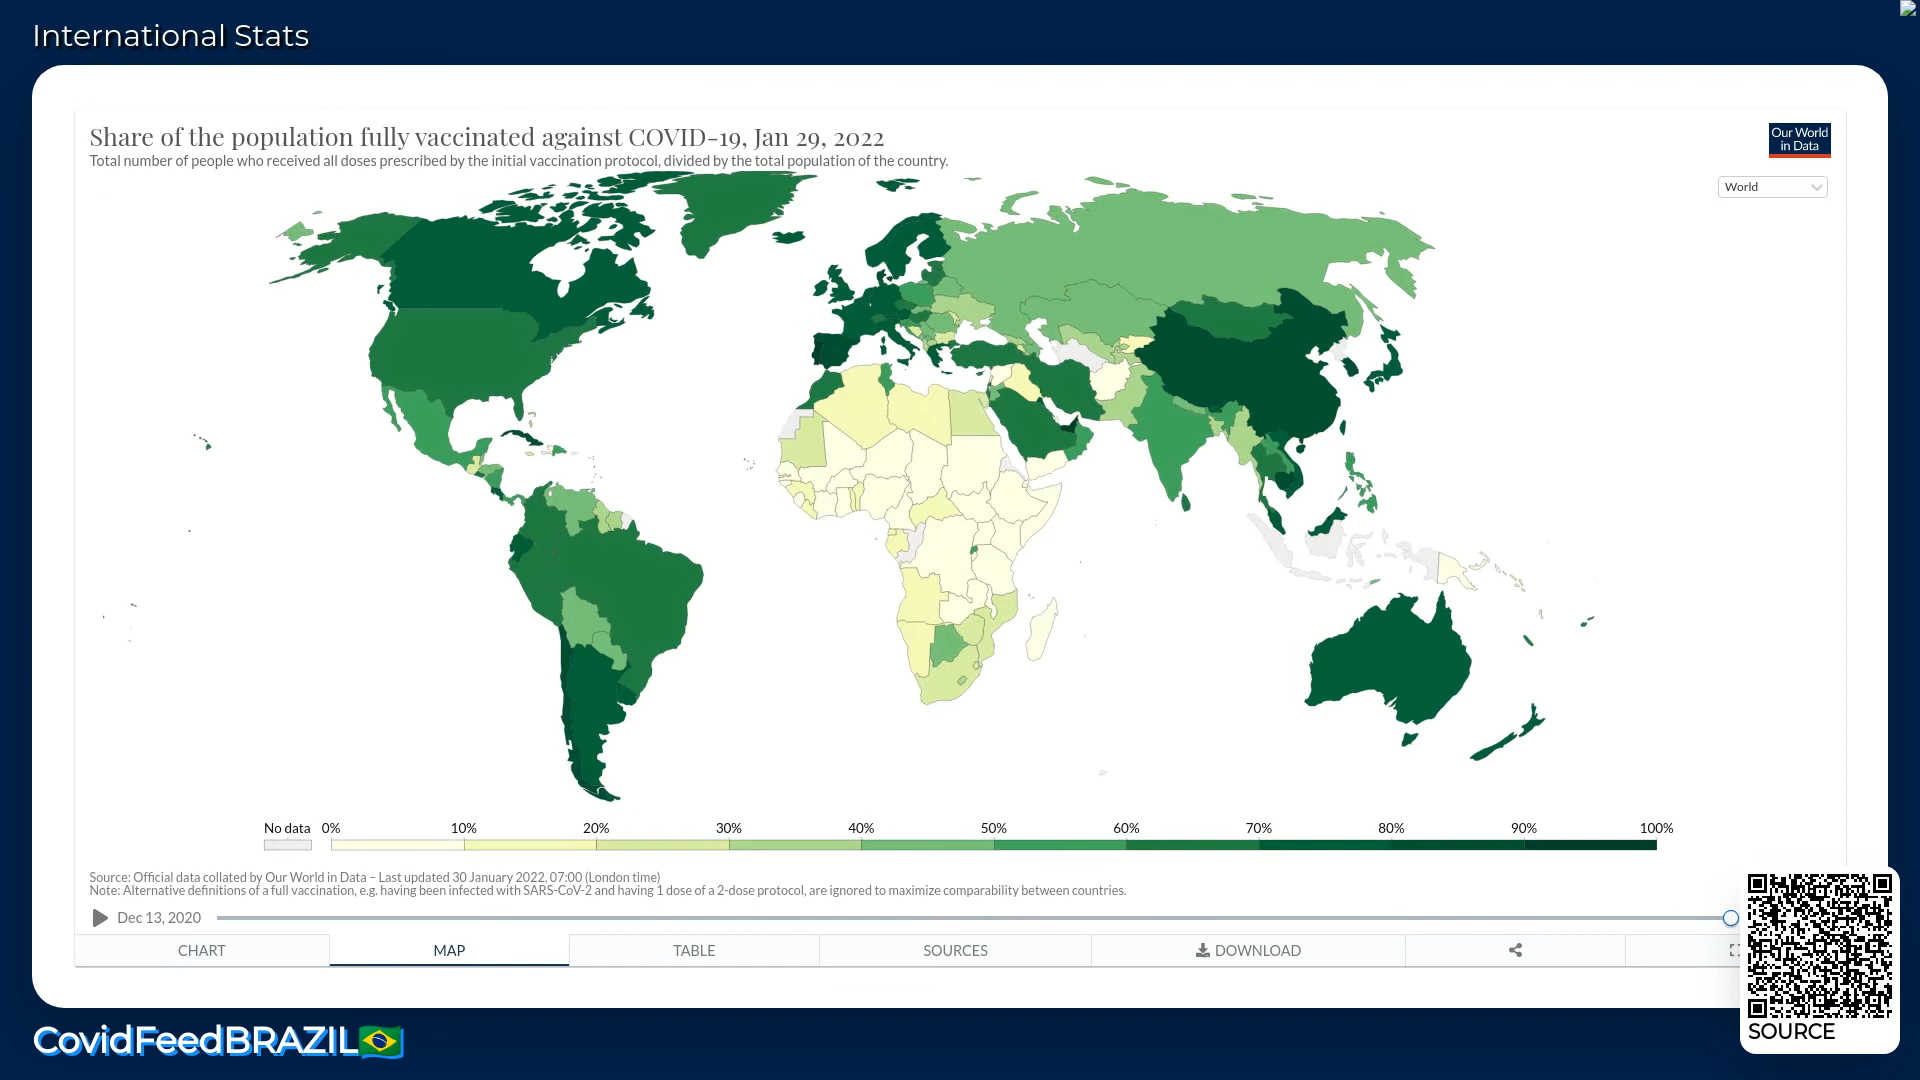 International Stats
Share of the population fully vaccinated against COVID-19, Jan 29, 2022
Total number of people who received all doses prescribed by the initial vaccination protocol, divided by the total population of the country.
Our World
in Data
World
No data 0% 10% 20% 30% 40% 50% 60% 70% 80% 90% 100%
Source: Official data collated by Our World in Data – Last updated 30 January 2022, 07:00 (London time)
Note: Alternative definitions of a full vaccination, e.g. having been infected with SARS-CoV-2 and having 1 dose of a 2-dose protocol, are ignored to maximize comparability between countries.
Dec 13, 2020
CHART MAP TABLE SOURCES DOWNLOAD
SOURCE
CovidFeedBRAZIL